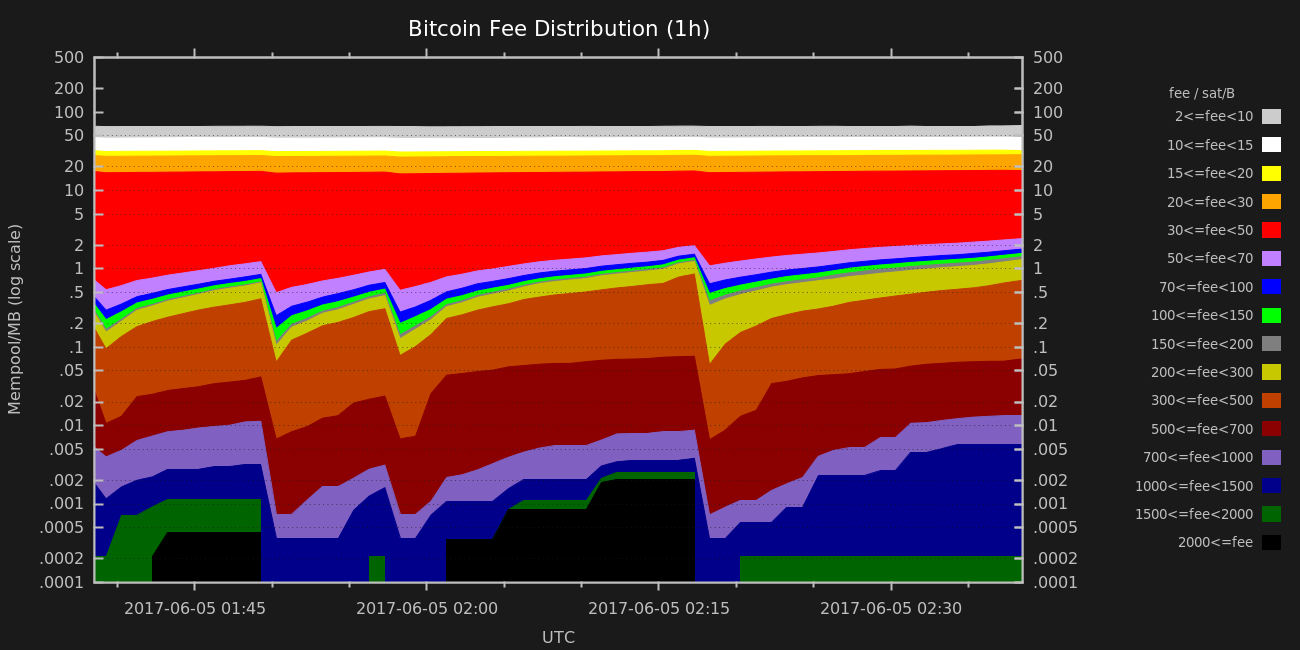 Bitcoin Fee Distribution (1h)
500
200
100
50
20
10
5
2
1
.5
.2
.1
.05
.02
.01
.005
.002
.001
.0005
.0002
.0001
Mempool/MB (log scale)
500
200
100
50
20
10
5
2
1
.5
.2
.1
.05
.02
.01
.005
.002
.001
.0005
.0002
.0001
2017-06-05 01:45 2017-06-05 02:00 2017-06-05 02:15 2017-06-05 02:30
UTC
fee / sat/B
2<=fee<10
10<=fee<15
15<=fee<20
20<=fee<30
30<=fee<50
50<=fee<70
70<=fee<100
100<=fee<150
150<=fee<200
200<=fee<300
300<=fee<500
500<=fee<700
700<=fee<1000
1000<=fee<1500
1500<=fee<2000
2000<=fee